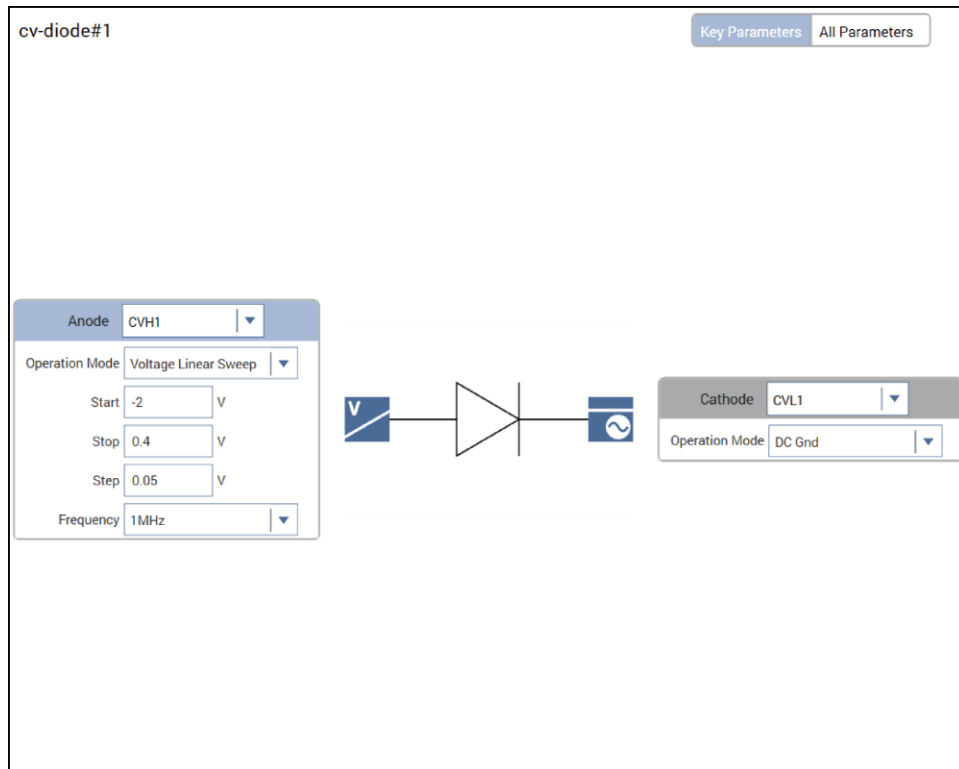 cv-diode#1
Key Parameters All Parameters
Anode CVH1
Operation Mode Voltage Linear Sweep
Start -2 V
Stop 0.4 V
Step 0.05 V
Frequency 1MHz
V
Cathode CVL1
Operation Mode DC Gnd